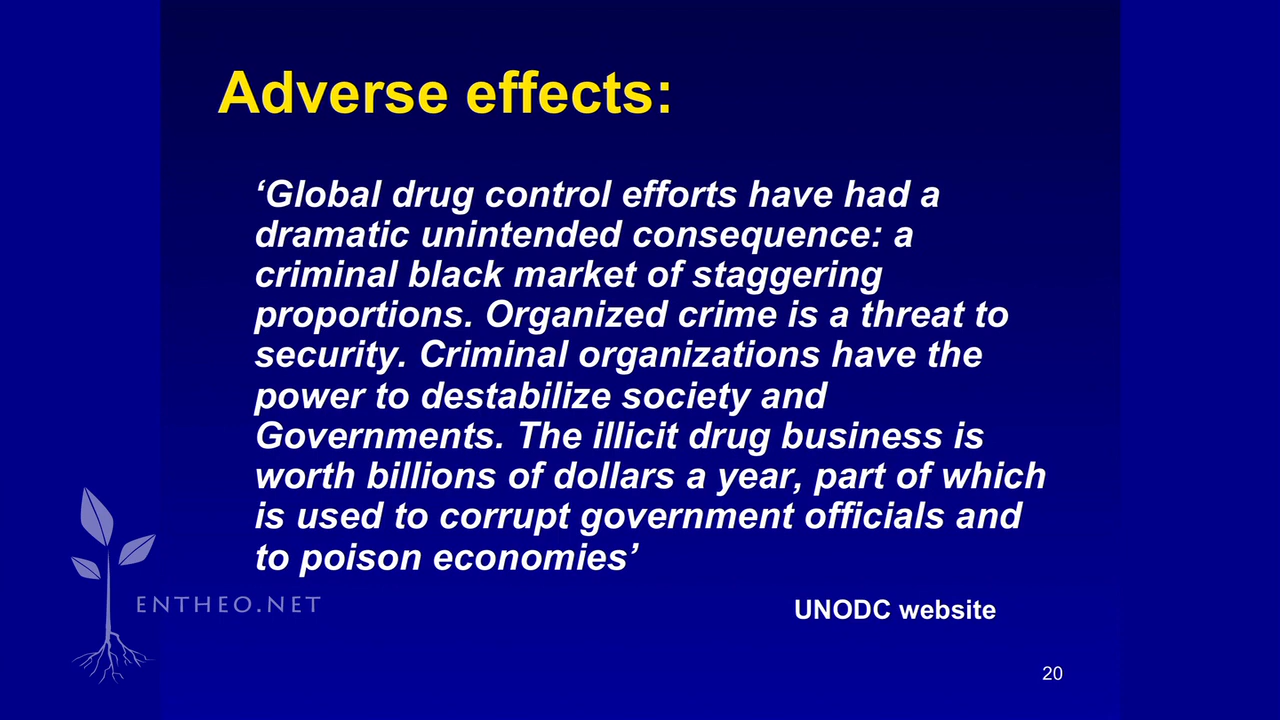 Adverse effects:
‘Global drug control efforts have had a
dramatic unintended consequence: a
criminal black market of staggering
proportions. Organized crime is a threat to
security. Criminal organizations have the
power to destabilize society and
Governments. The illicit drug business is
worth billions of dollars a year, part of which
is used to corrupt government officials and
to poison economies’
ENTHEO.NET
UNODC website
20